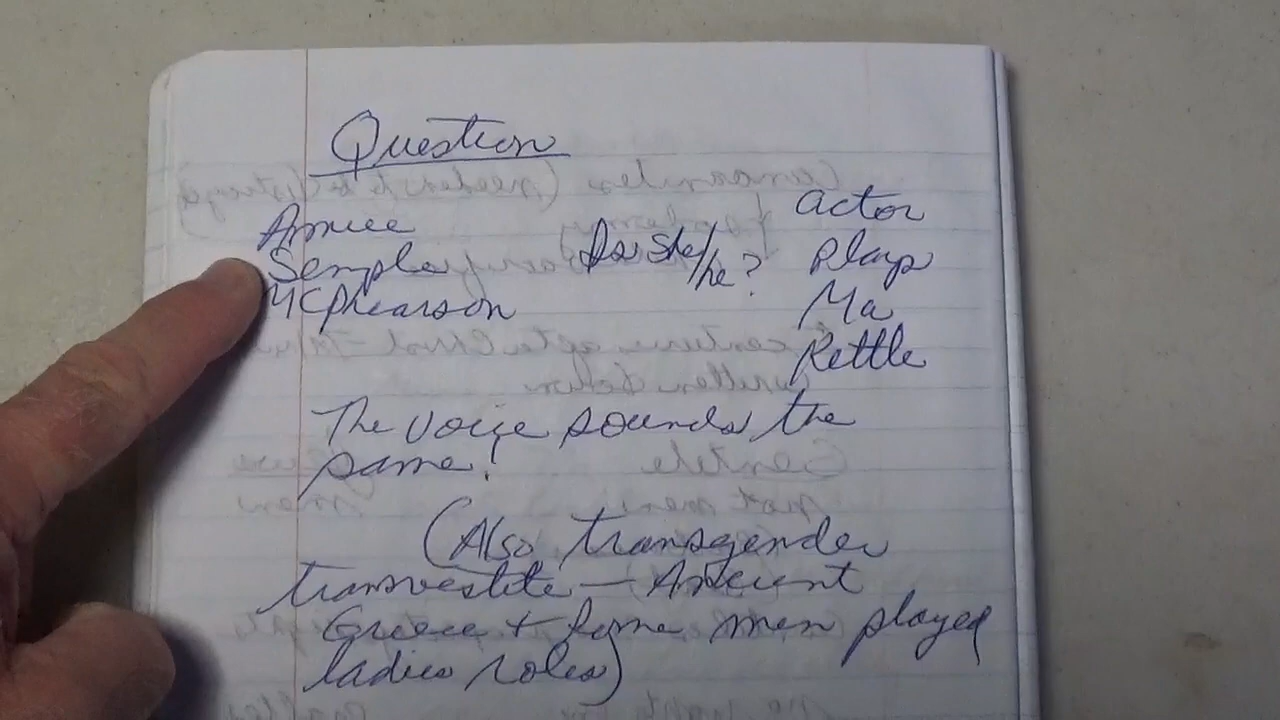 Question
Aimee
Semple
McPhearson
Is she/he?
Actor
Plays
Ma
Kettle
The voice sounds the
same!
(Also transgender
transvestite — Ancient
Greece + Rome men played
ladies roles)